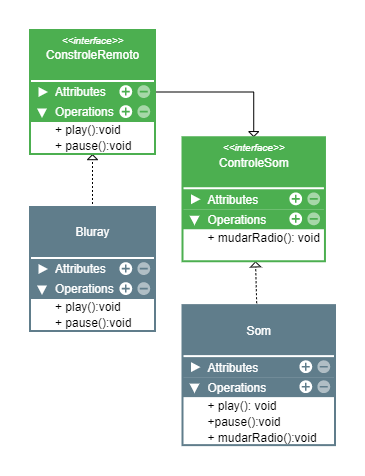 <<interface>>
ConstroleRemoto
Attributes
Operations
+ play():void
+ pause():void
<<interface>>
ControleSom
Attributes
Operations
+ mudarRadio(): void
Bluray
Attributes
Operations
+ play():void
+ pause():void
Som
Attributes
Operations
+ play(): void
+pause():void
+ mudarRadio():void